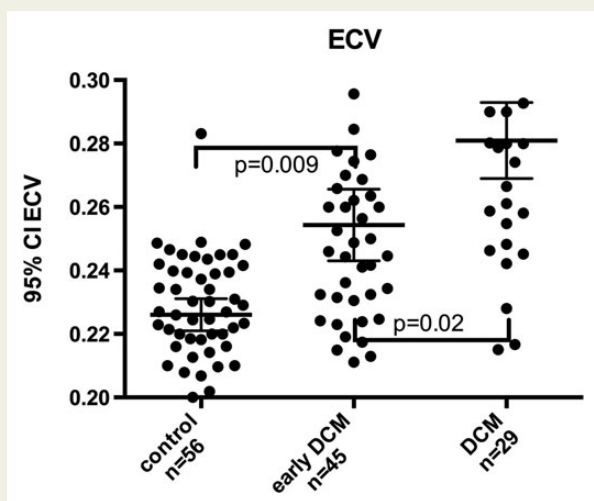 ECV
95% CI ECV
0.30
0.28
0.26
0.24
0.22
0.20
p=0.009
p=0.02
control
n=56
early DCM
n=45
DCM
n=29